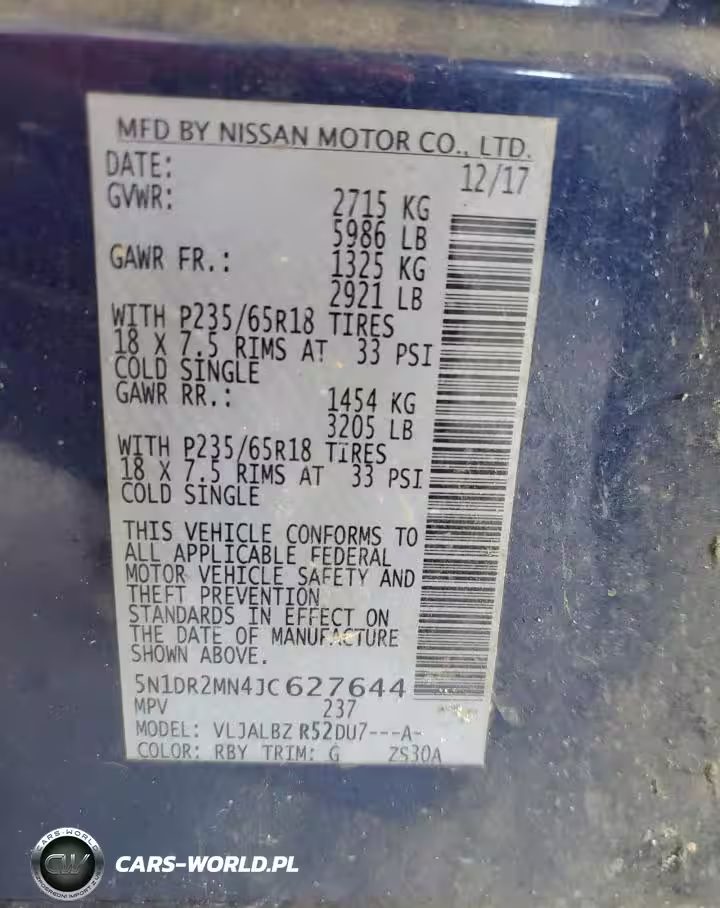 MFD BY NISSAN MOTOR CO., LTD.
DATE: 12/17
GVWR: 2715 KG
5986 LB
GAWR FR.: 1325 KG
2921 LB
WITH P235/65R18 TIRES
18 X 7.5 RIMS AT 33 PSI
COLD SINGLE
GAWR RR.: 1454 KG
3205 LB
WITH P235/65R18 TIRES
18 X 7.5 RIMS AT 33 PSI
COLD SINGLE
THIS VEHICLE CONFORMS TO
ALL APPLICABLE FEDERAL
MOTOR VEHICLE SAFETY AND
THEFT PREVENTION
STANDARDS IN EFFECT ON
THE DATE OF MANUFACTURE
SHOWN ABOVE.
5N1DR2MN4JC627644
MPV 237
MODEL: VLJALBZ R52DU7---A-
COLOR: RBY TRIM: G ZS30A
CARS-WORLD
CW
CARS-WORLD.PL